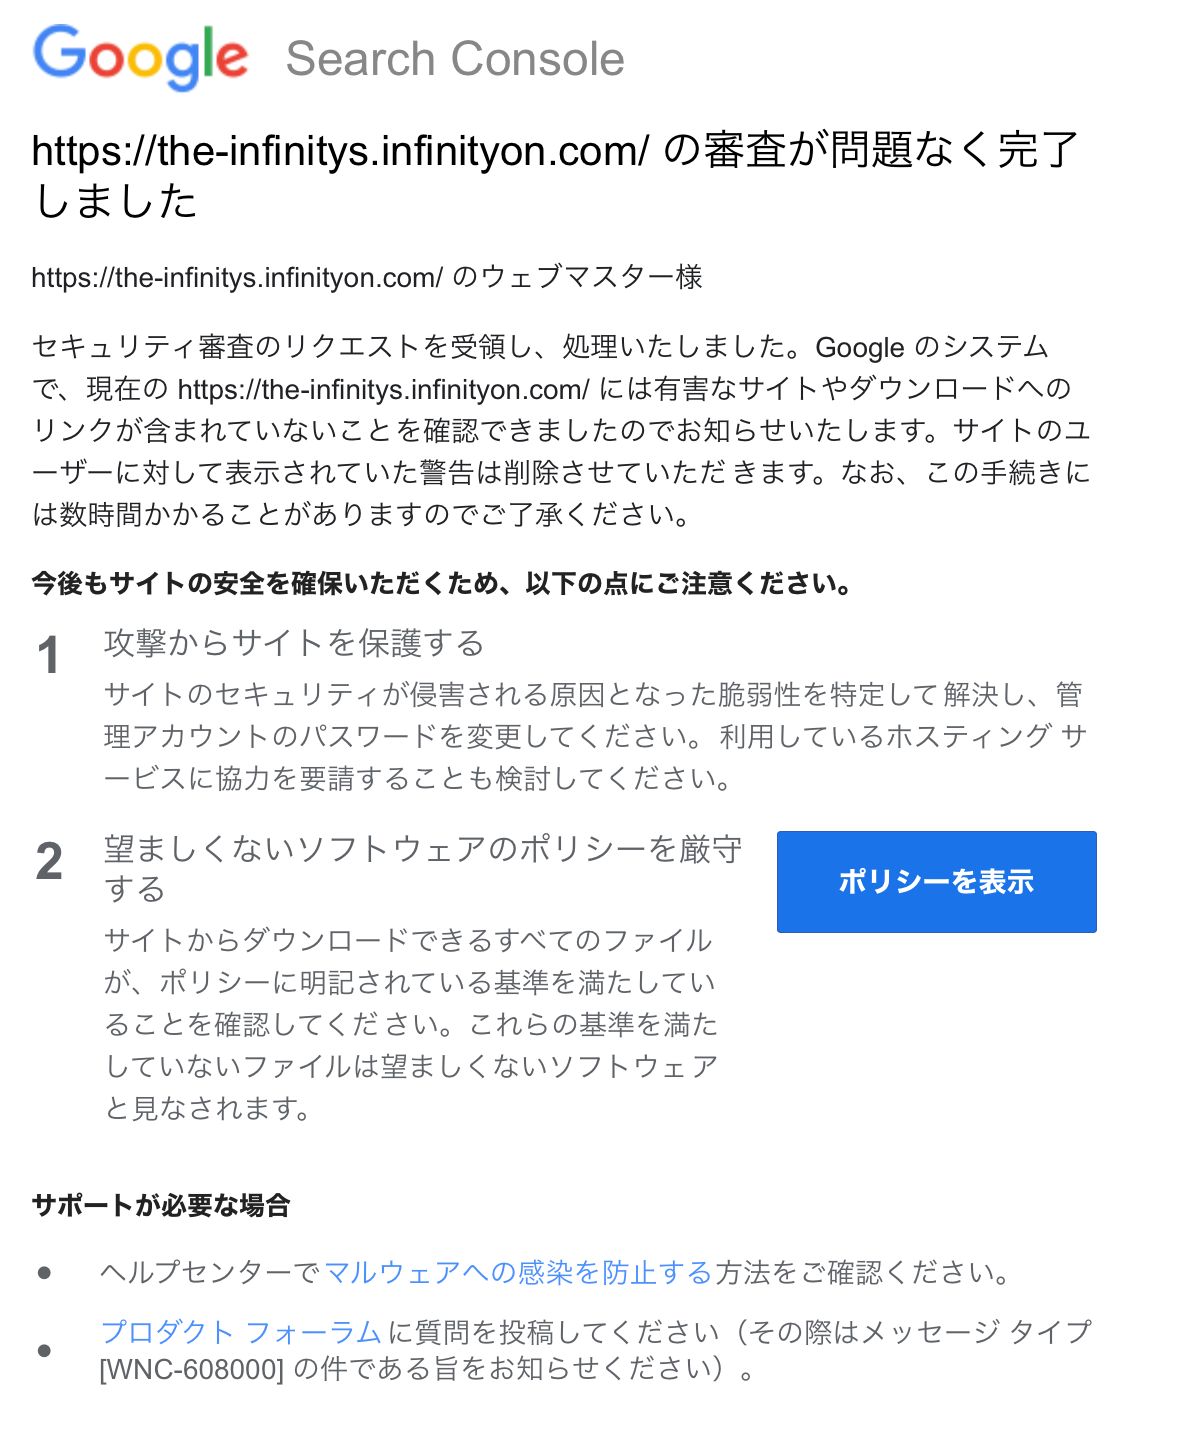 Google Search Console
https://the-infinitys.infinityon.com/ の審査が問題なく完了
しました
https://the-infinitys.infinityon.com/ のウェブマスター様
セキュリティ審査のリクエストを受領し、処理いたしました。Google のシステム
で、現在の https://the-infinitys.infinityon.com/ には有害なサイトやダウンロードへの
リンクが含まれていないことを確認できましたのでお知らせいたします。サイトのユ
ーザーに対して表示されていた警告は削除させていただきます。なお、この手続きに
は数時間かかることがありますのでご了承ください。
今後もサイトの安全を確保いただくため、以下の点にご注意ください。
1 攻撃からサイトを保護する
サイトのセキュリティが侵害される原因となった脆弱性を特定して解決し、管
理アカウントのパスワードを変更してください。 利用しているホスティング サ
ービスに協力を要請することも検討してください。
2 望ましくないソフトウェアのポリシーを厳守
する
サイトからダウンロードできるすべてのファイル
が、ポリシーに明記されている基準を満たしてい
ることを確認してください。これらの基準を満た
していないファイルは望ましくないソフトウェア
と見なされます。
ポリシーを表示
サポートが必要な場合
● ヘルプセンターでマルウェアへの感染を防止する方法をご確認ください。
● プロダクト フォーラムに質問を投稿してください（その際はメッセージ タイプ
[WNC-608000] の件である旨をお知らせください）。